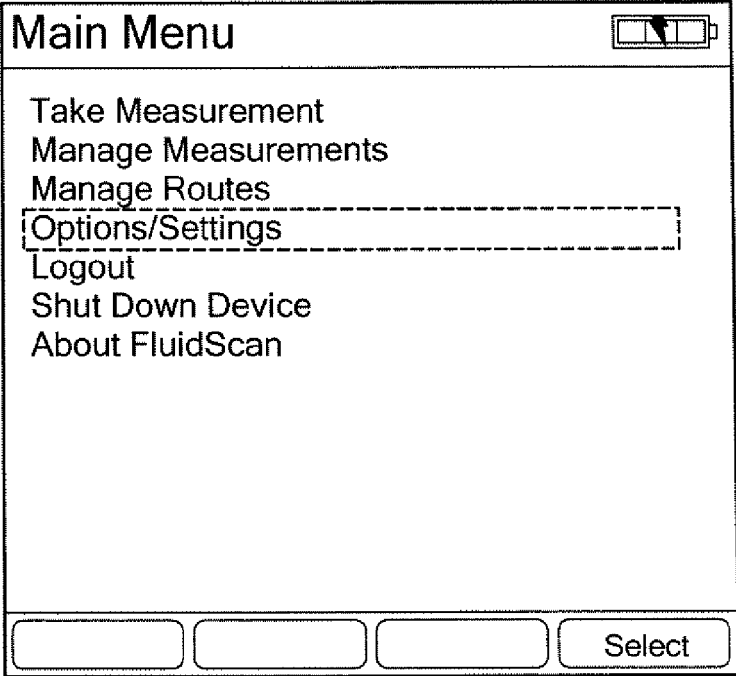 Main Menu
Take Measurement
Manage Measurements
Manage Routes
Options/Settings
Logout
Shut Down Device
About FluidScan
Select